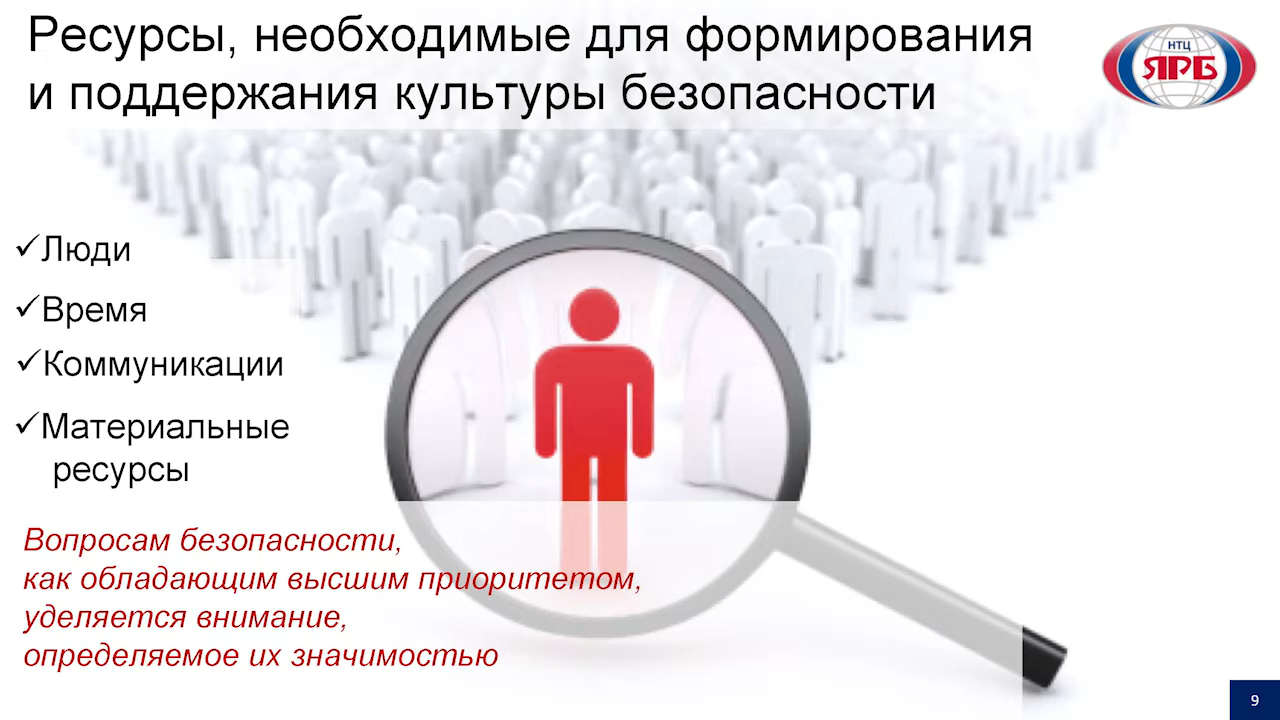 Ресурсы, необходимые для формирования
и поддержания культуры безопасности
НТЦ
ЯРБ
✓Люди
✓Время
✓Коммуникации
✓Материальные
ресурсы
Вопросам безопасности,
как обладающим высшим приоритетом,
уделяется внимание,
определяемое их значимостью
9